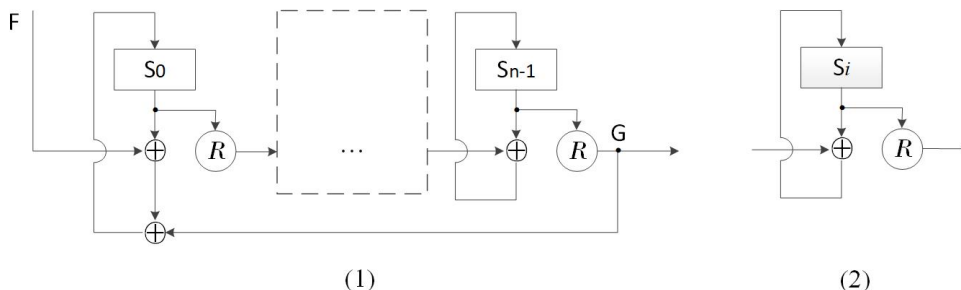 F
S0
R
...
Sn-1
R
G
Si
R
(1)
(2)